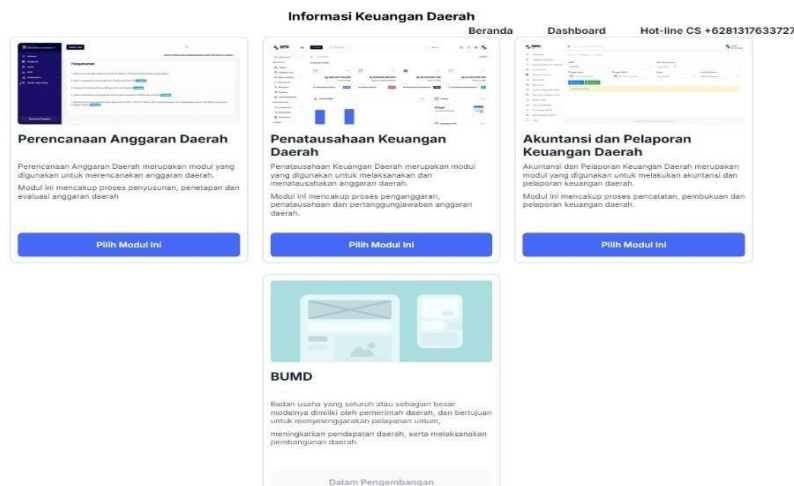 Informasi Keuangan Daerah
Beranda Dashboard Hot-line CS +6281317633727
Perencanaan Anggaran Daerah
Perencanaan Anggaran Daerah merupakan modul yang
digunakan untuk merencanakan anggaran daerah.
Modul ini mencakup proses penyusunan, penetapan dan
evaluasi anggaran daerah
Pilih Modul Ini
Penatausahaan Keuangan
Daerah
Penatausahaan Keuangan Daerah merupakan modul
yang digunakan untuk melaksanakan dan
menatausahakan anggaran daerah.
Modul ini mencakup proses penganggaran,
penatausahaan dan pertanggungjawaban anggaran
daerah.
Pilih Modul Ini
Akuntansi dan Pelaporan
Keuangan Daerah
Akuntansi dan Pelaporan Keuangan Daerah merupakan
modul yang digunakan untuk melakukan akuntansi dan
pelaporan keuangan daerah.
Modul ini mencakup proses pencatatan, pembukuan dan
pelaporan keuangan daerah.
Pilih Modul Ini
BUMD
Badan usaha yang seluruh atau sebagian besar
modalnya dimiliki oleh pemerintah daerah, dan bertujuan
untuk menyelenggarakan pelayanan umum,
meningkatkan pendapatan daerah, serta melaksanakan
pembangunan daerah.
Dalam Pengembangan